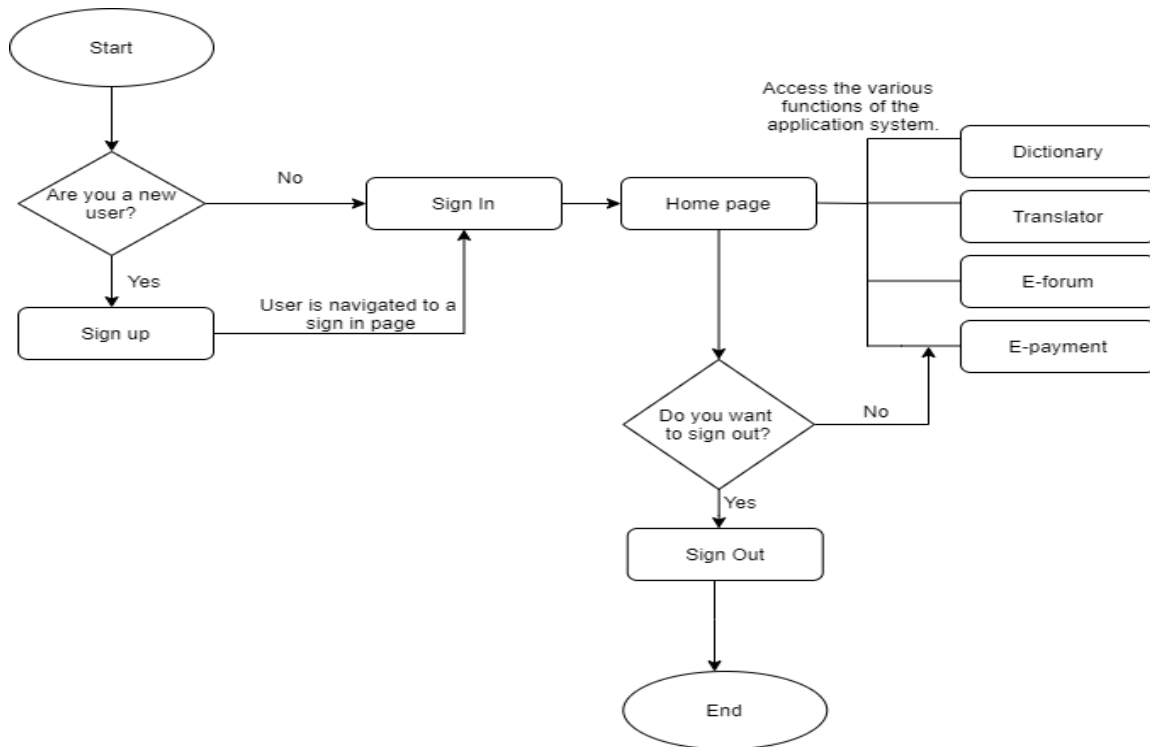 Start
Are you a new
user?
No
Yes
Sign up
User is navigated to a
sign in page
Sign In
Home page
Access the various
functions of the
application system.
Dictionary
Translator
E-forum
E-payment
Do you want
to sign out?
No
Yes
Sign Out
End